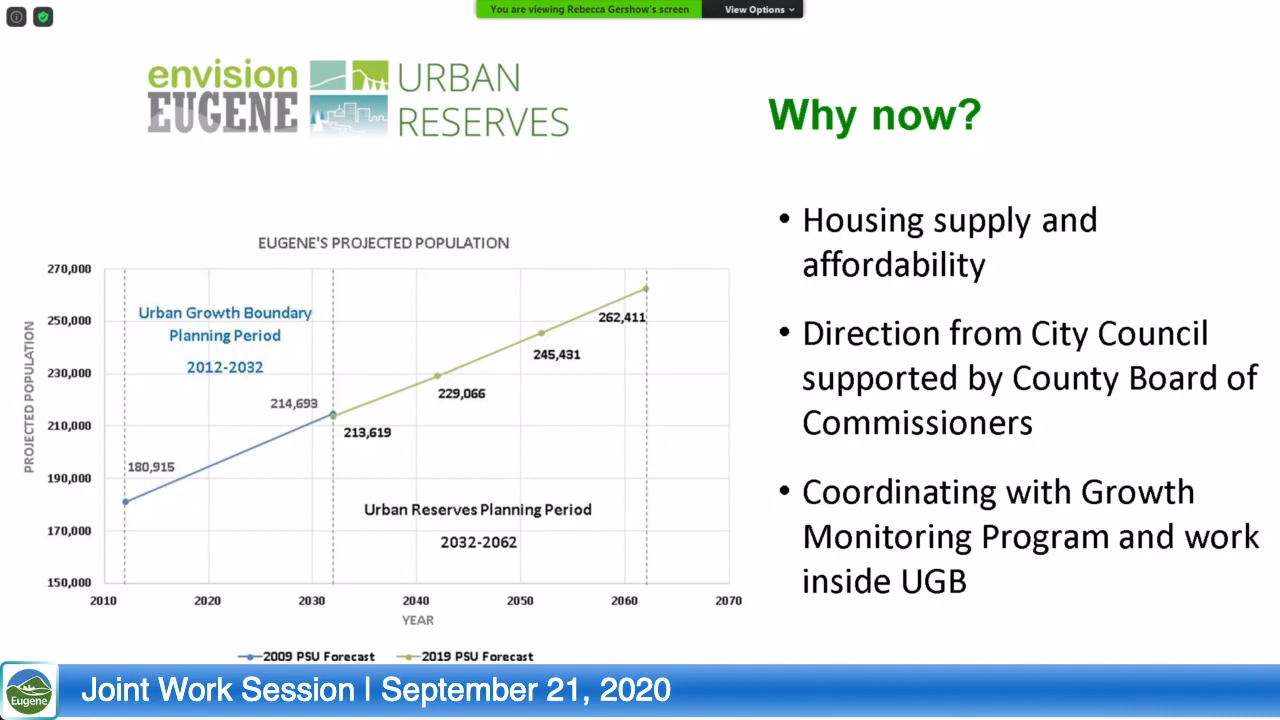 You are viewing Rebecca Gershow's screen
View Options
envision
EUGENE
URBAN
RESERVES
Why now?
EUGENE'S PROJECTED POPULATION
PROJECTED POPULATION
270,000
250,000
230,000
210,000
190,000
170,000
150,000
Urban Growth Boundary
Planning Period
2012-2032
180,915
214,693
213,619
229,066
245,431
262,411
Urban Reserves Planning Period
2032-2062
2010 2020 2030 2040 2050 2060 2070
YEAR
2009 PSU Forecast 2019 PSU Forecast
• Housing supply and
affordability
• Direction from City Council
supported by County Board of
Commissioners
• Coordinating with Growth
Monitoring Program and work
inside UGB
Eugene
Joint Work Session | September 21, 2020